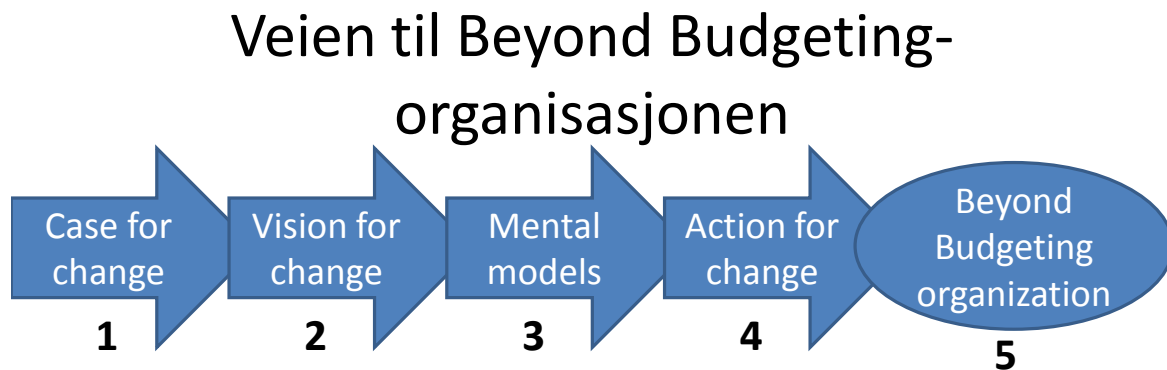 Veien til Beyond Budgeting-
organisasjonen
Case for
change
1
Vision for
change
2
Mental
models
3
Action for
change
4
Beyond
Budgeting
organization
5